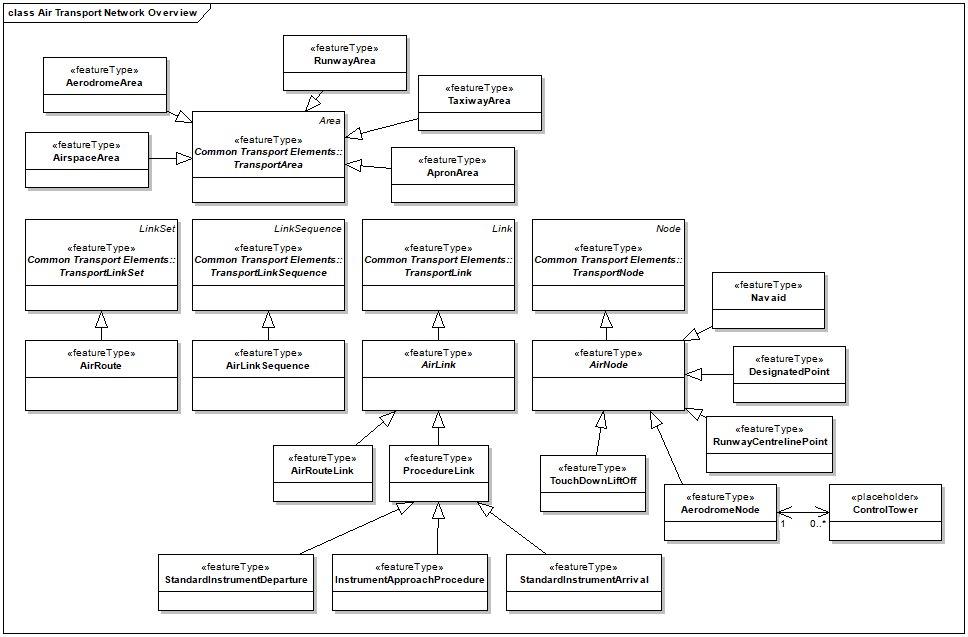 class Air Transport Network Overview
«featureType»
RunwayArea
«featureType»
AerodromeArea
«featureType»
TaxiwayArea
Area
«featureType»
Common Transport Elements::
TransportArea
«featureType»
AirspaceArea
«featureType»
ApronArea
LinkSet
«featureType»
Common Transport Elements::
TransportLinkSet
LinkSequence
«featureType»
Common Transport Elements::
TransportLinkSequence
Link
«featureType»
Common Transport Elements::
TransportLink
Node
«featureType»
Common Transport Elements::
TransportNode
«featureType»
Navaid
«featureType»
AirRoute
«featureType»
AirLinkSequence
«featureType»
AirLink
«featureType»
AirNode
«featureType»
DesignatedPoint
«featureType»
RunwayCentrelinePoint
«featureType»
AirRouteLink
«featureType»
ProcedureLink
«featureType»
TouchDownLiftOff
«featureType»
AerodromeNode
1
0..*
«placeholder»
ControlTower
«featureType»
StandardInstrumentDeparture
«featureType»
InstrumentApproachProcedure
«featureType»
StandardInstrumentArrival